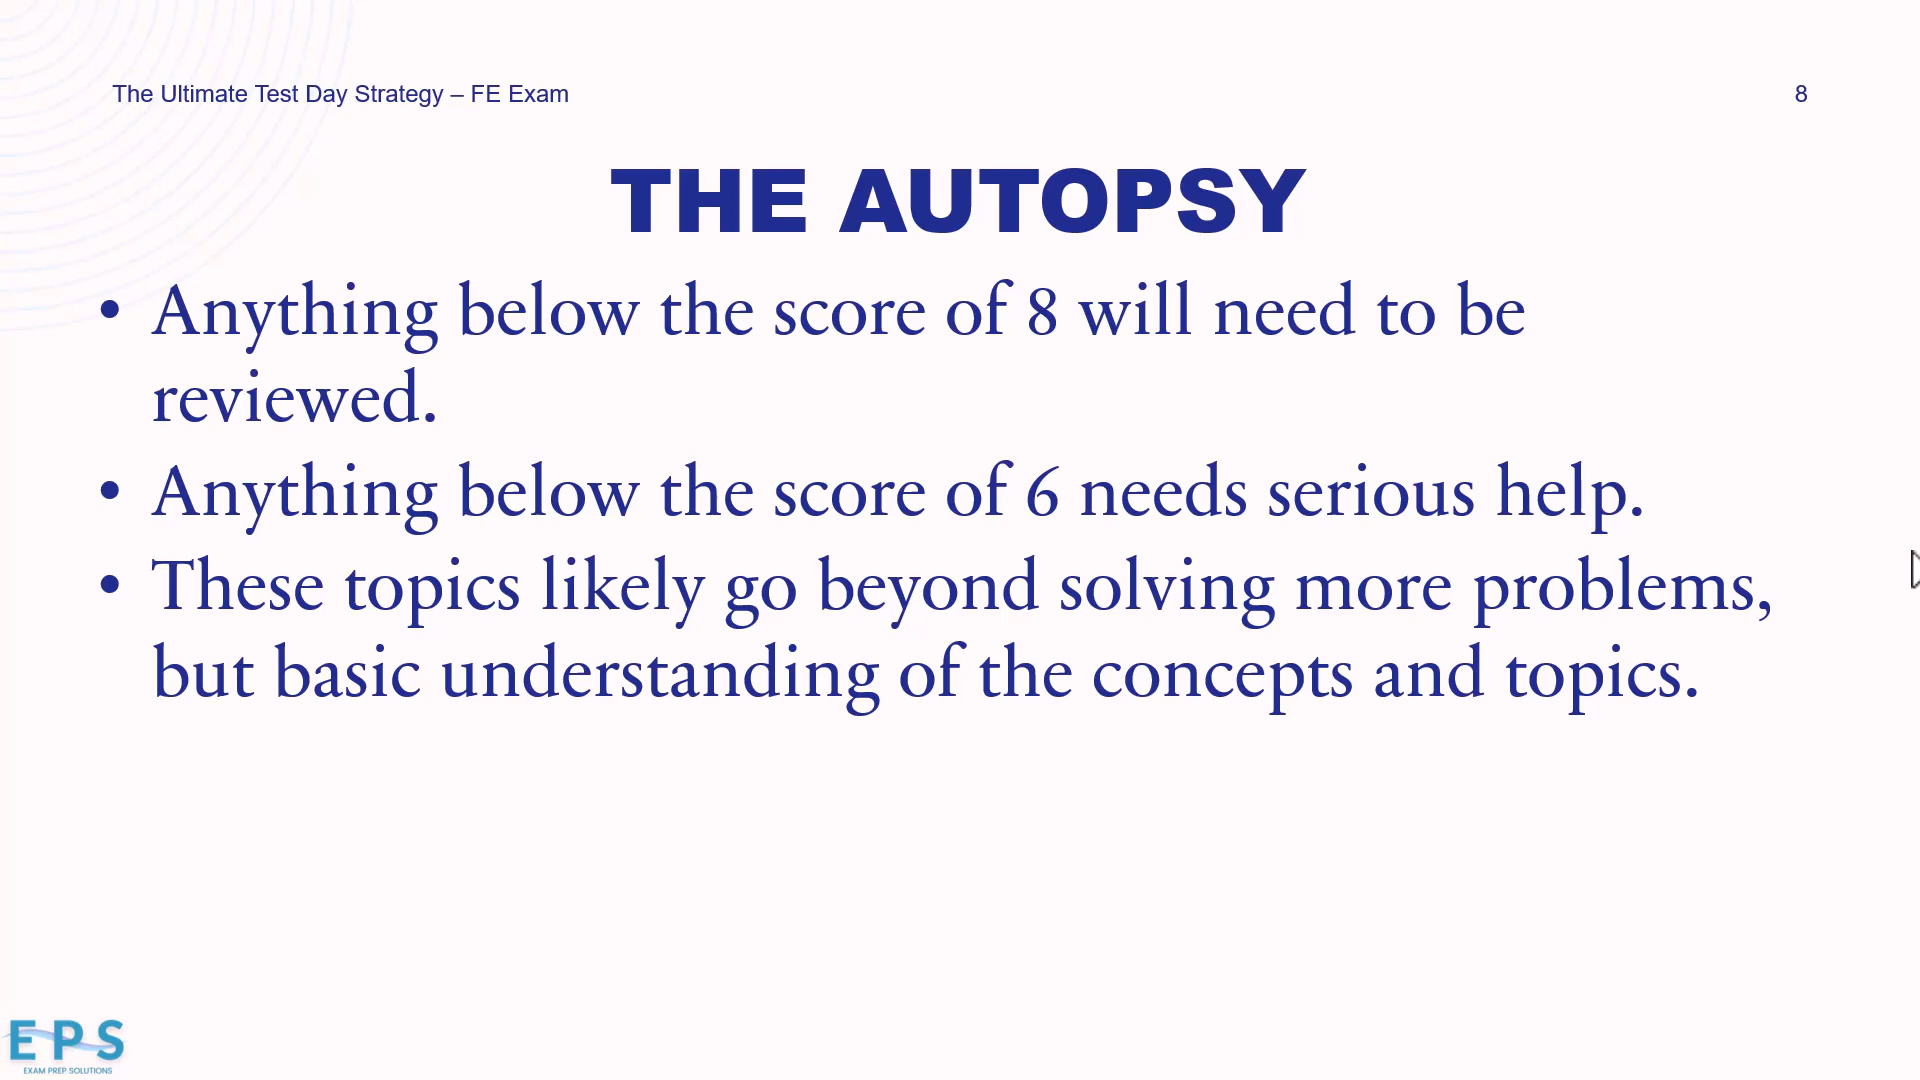 The Ultimate Test Day Strategy – FE Exam
8
THE AUTOPSY
• Anything below the score of 8 will need to be
reviewed.
• Anything below the score of 6 needs serious help.
• These topics likely go beyond solving more problems,
but basic understanding of the concepts and topics.
EPS
EXAM PREP SOLUTIONS